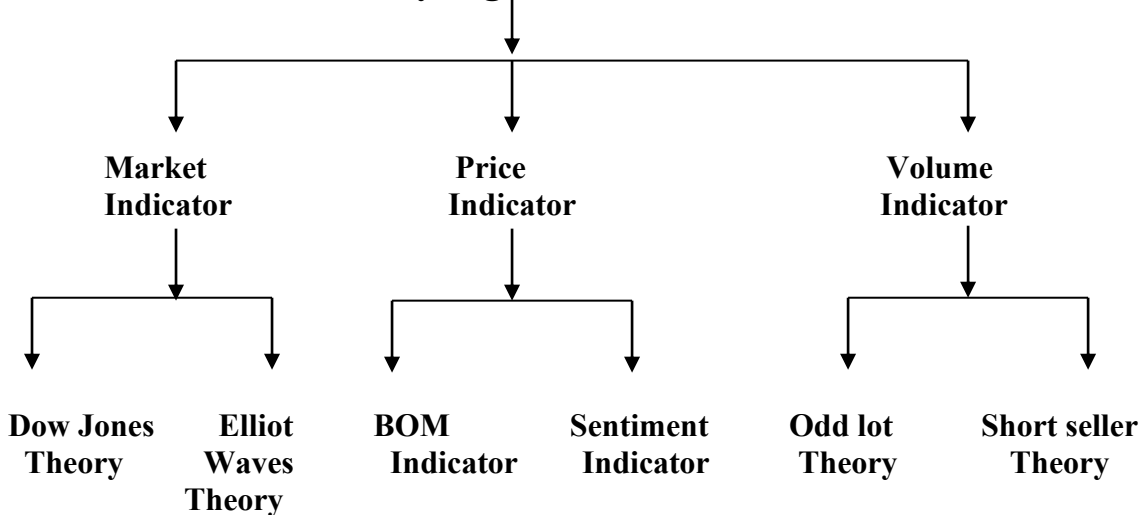 Market Indicator
Price Indicator
Volume Indicator
Dow Jones Theory
Elliot Waves Theory
BOM Indicator
Sentiment Indicator
Odd lot Theory
Short seller Theory